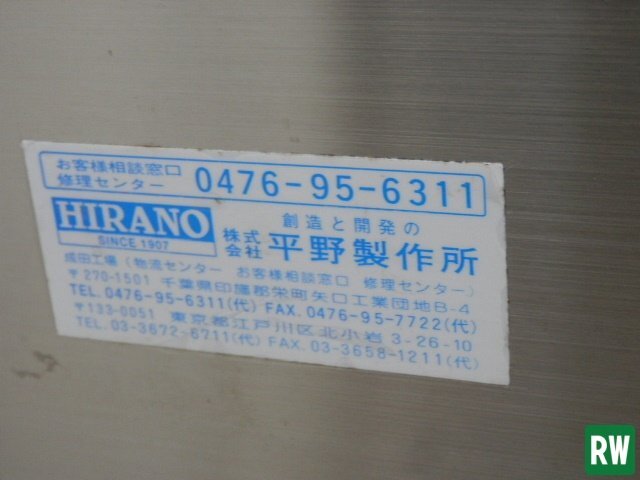 お客様相談窓口
修理センター
0476-95-6311
HIRANO
SINCE 1907
創造と開発の
株式会社 平野製作所
成田工場(物流センター お客様相談窓口 修理センター)
〒270-1501 千葉県印旛郡栄町矢口工業団地B-4
TEL.0476-95-6311(代) FAX.0476-95-7722(代)
〒133-0051 東京都江戸川区北小岩 3-26-10
TEL.03-3672-6711(代) FAX.03-3658-1211(代)
RW